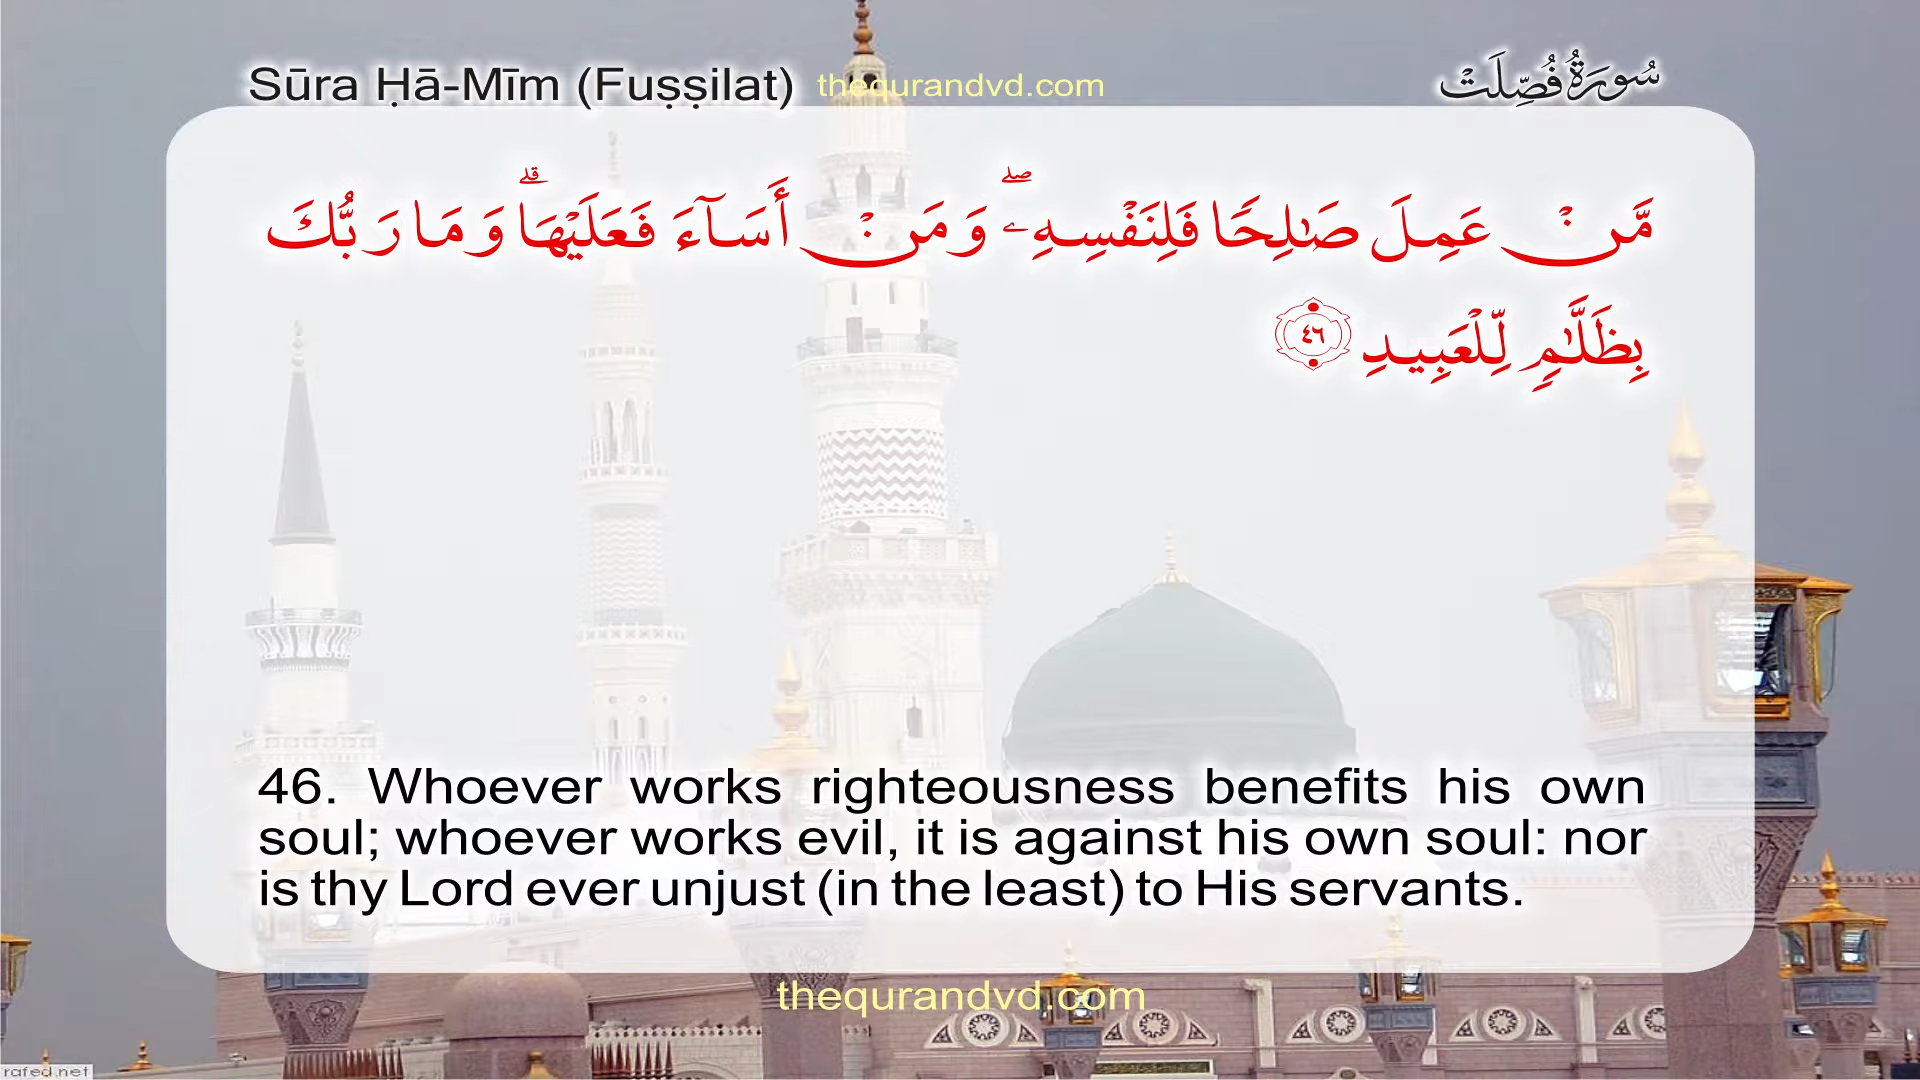 Sūra Ḥā-Mīm (Fuṣṣilat) thequrandvd.com سُورَةُ فُصِّلَتْ
مَّنْ عَمِلَ صَـٰلِحًا فَلِنَفْسِهِۦ ۖ وَمَنْ أَسَآءَ فَعَلَيْهَا ۗ وَمَا رَبُّكَ
بِظَلَّـٰمٍ لِّلْعَبِيدِ ٤٦
46. Whoever works righteousness benefits his own
soul; whoever works evil, it is against his own soul: nor
is thy Lord ever unjust (in the least) to His servants.
thequrandvd.com
rafed.net